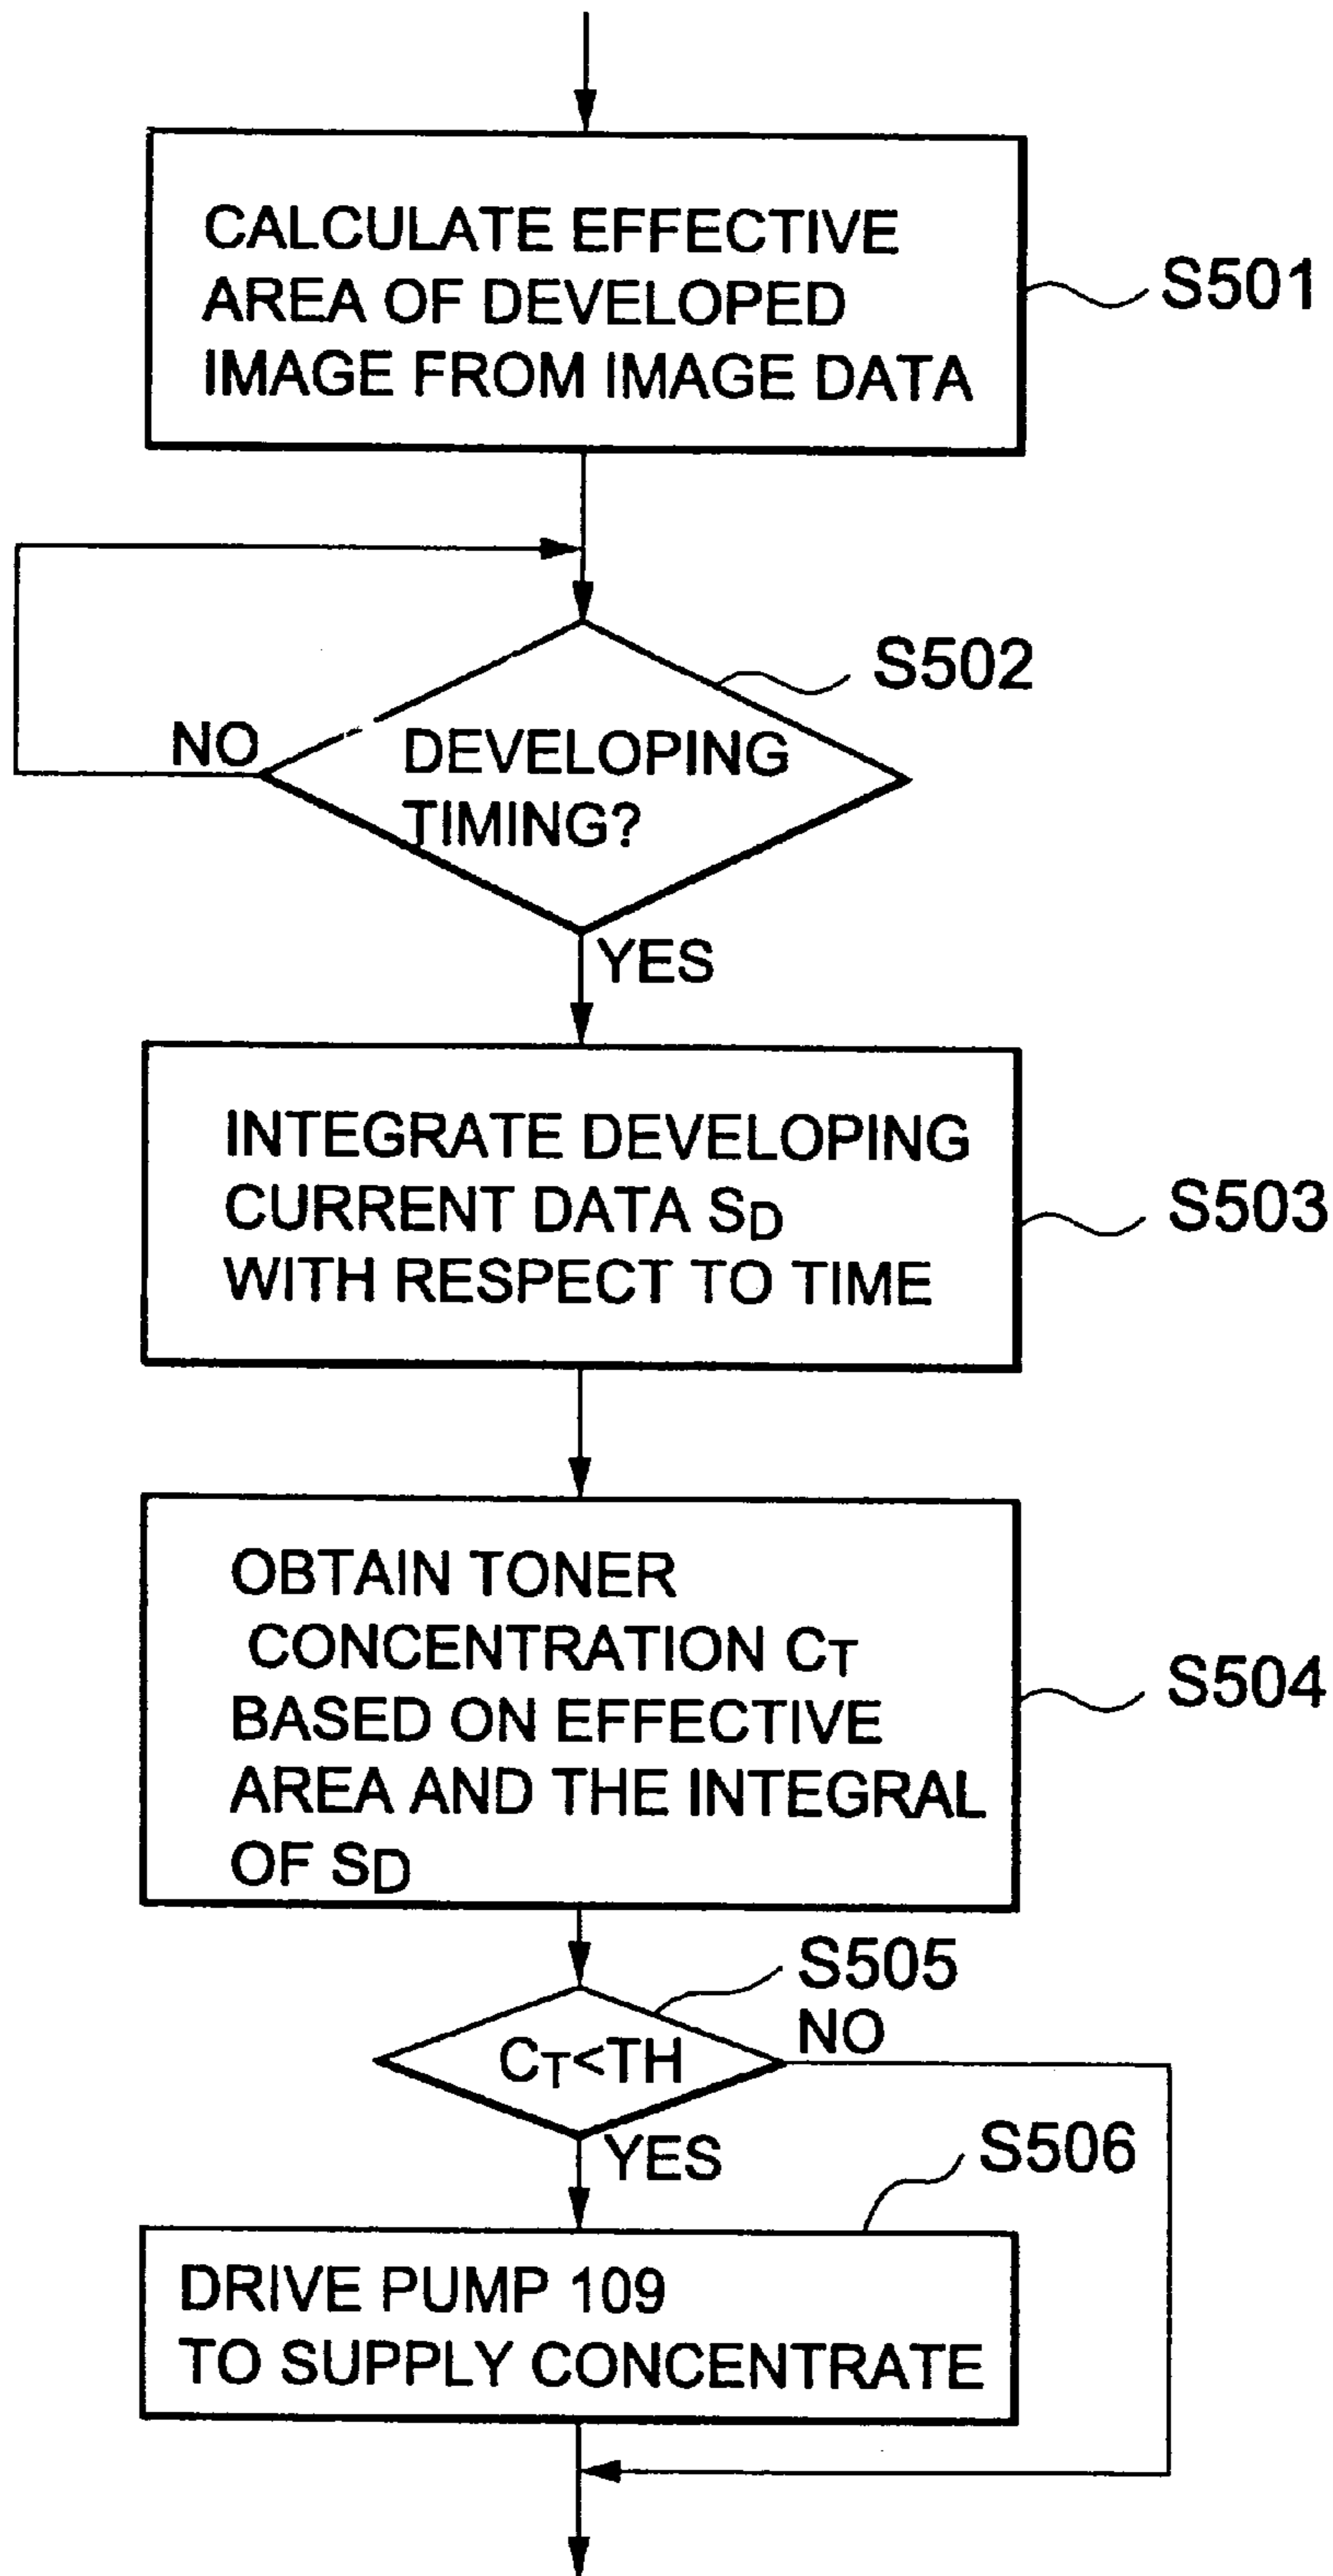 CALCULATE EFFECTIVE
AREA OF DEVELOPED
IMAGE FROM IMAGE DATA
S501
S502
NO
DEVELOPING
TIMING?
YES
INTEGRATE DEVELOPING
CURRENT DATA SD
WITH RESPECT TO TIME
S503
OBTAIN TONER
CONCENTRATION CT
BASED ON EFFECTIVE
AREA AND THE INTEGRAL
OF SD
S504
S505
NO
CT<TH
YES
S506
DRIVE PUMP 109
TO SUPPLY CONCENTRATE